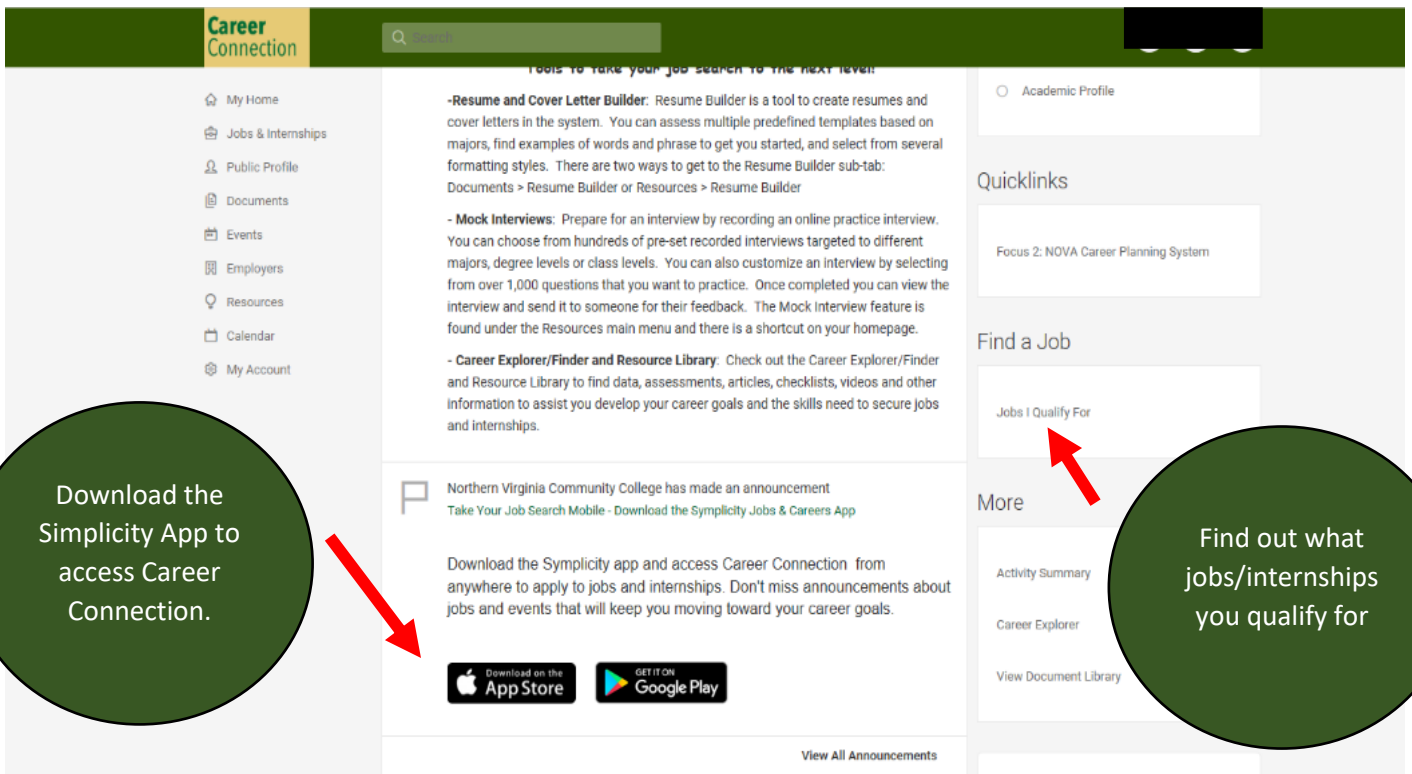 Career
Connection
Search
My Home
Jobs & Internships
Public Profile
Documents
Events
Employers
Resources
Calendar
My Account
Tools to take your job search to the next level!
-Resume and Cover Letter Builder: Resume Builder is a tool to create resumes and
cover letters in the system. You can assess multiple predefined templates based on
majors, find examples of words and phrase to get you started, and select from several
formatting styles. There are two ways to get to the Resume Builder sub-tab:
Documents > Resume Builder or Resources > Resume Builder
- Mock Interviews: Prepare for an interview by recording an online practice interview.
You can choose from hundreds of pre-set recorded interviews targeted to different
majors, degree levels or class levels. You can also customize an interview by selecting
from over 1,000 questions that you want to practice. Once completed you can view the
interview and send it to someone for their feedback. The Mock Interview feature is
found under the Resources main menu and there is a shortcut on your homepage.
- Career Explorer/Finder and Resource Library: Check out the Career Explorer/Finder
and Resource Library to find data, assessments, articles, checklists, videos and other
information to assist you develop your career goals and the skills need to secure jobs
and internships.
Northern Virginia Community College has made an announcement
Take Your Job Search Mobile - Download the Symplicity Jobs & Careers App
Download the Symplicity app and access Career Connection from
anywhere to apply to jobs and internships. Don't miss announcements about
jobs and events that will keep you moving toward your career goals.
Download on the
App Store
GET IT ON
Google Play
View All Announcements
Academic Profile
Quicklinks
Focus 2: NOVA Career Planning System
Find a Job
Jobs I Qualify For
More
Activity Summary
Career Explorer
View Document Library
Download the
Simplicity App to
access Career
Connection.
Find out what
jobs/internships
you qualify for